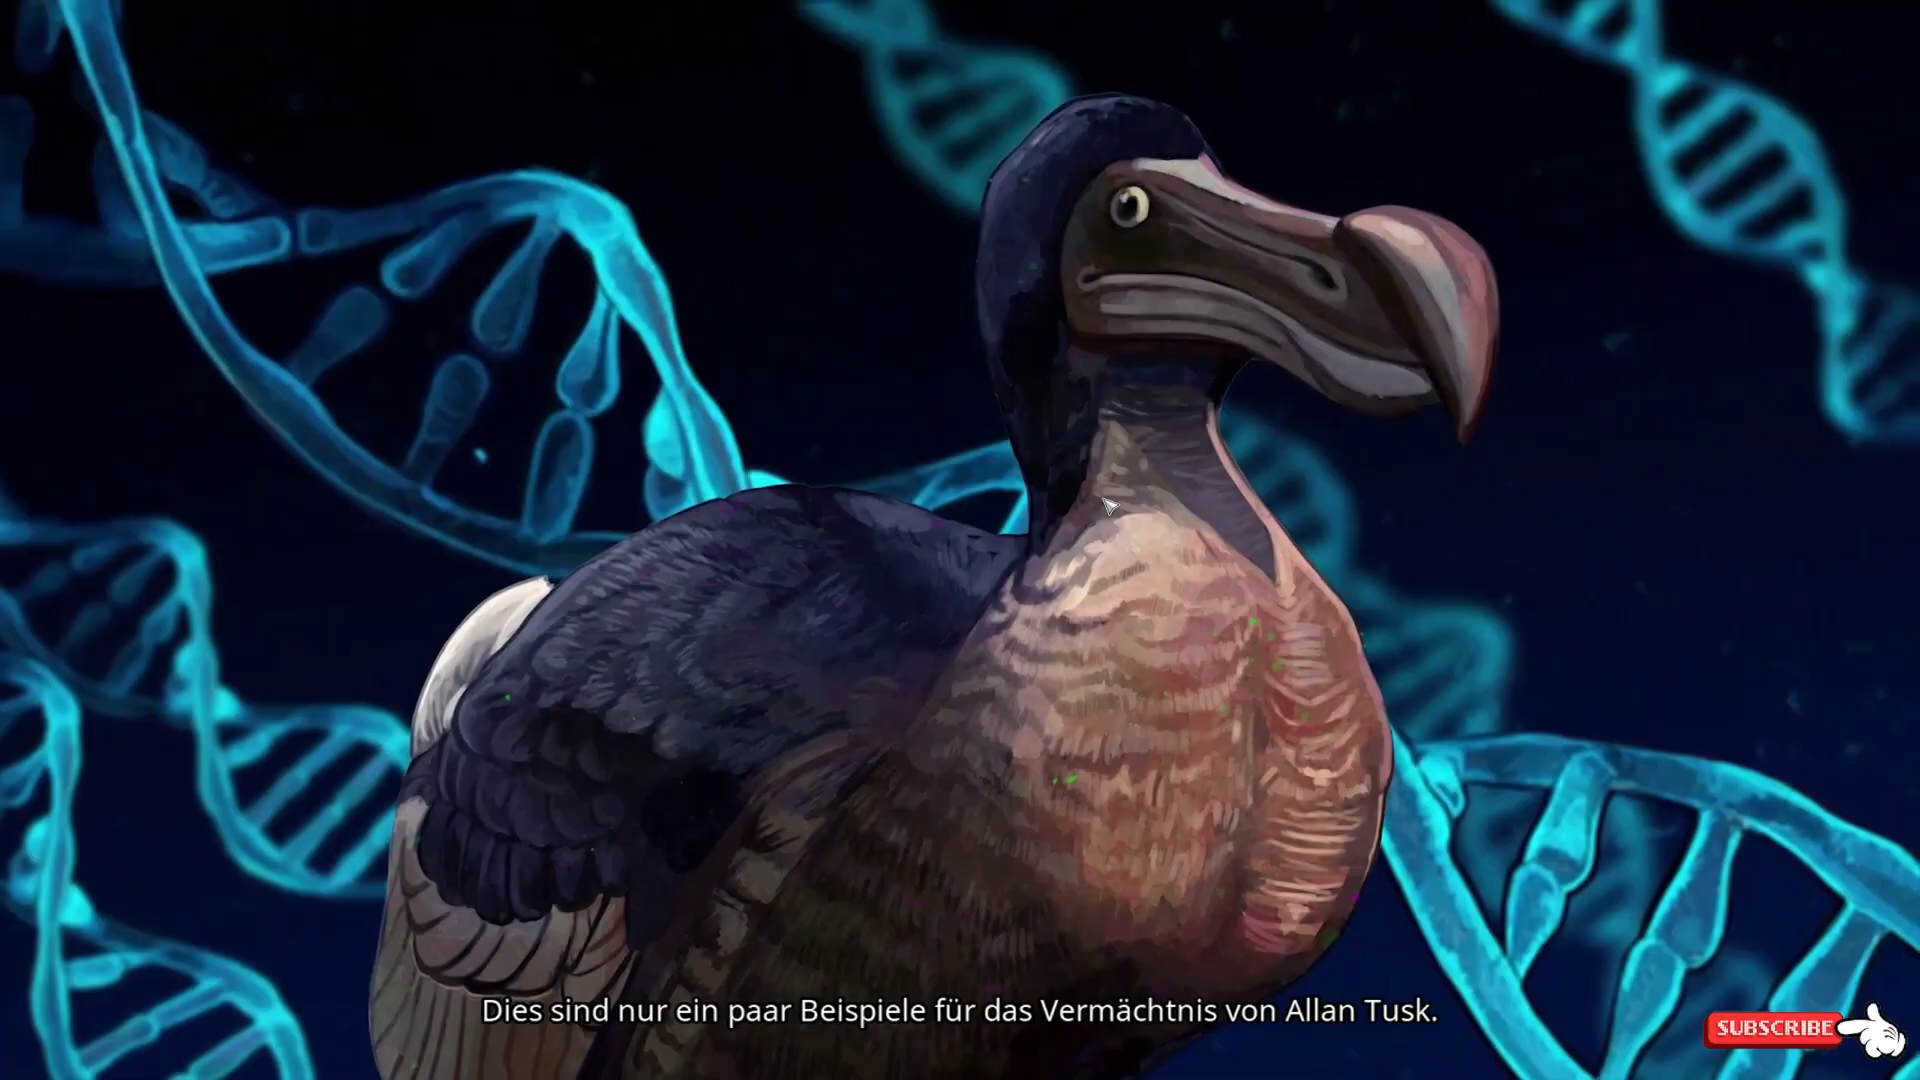 Dies sind nur ein paar Beispiele für das Vermächtnis von Allan Tusk.
SUBSCRIBE